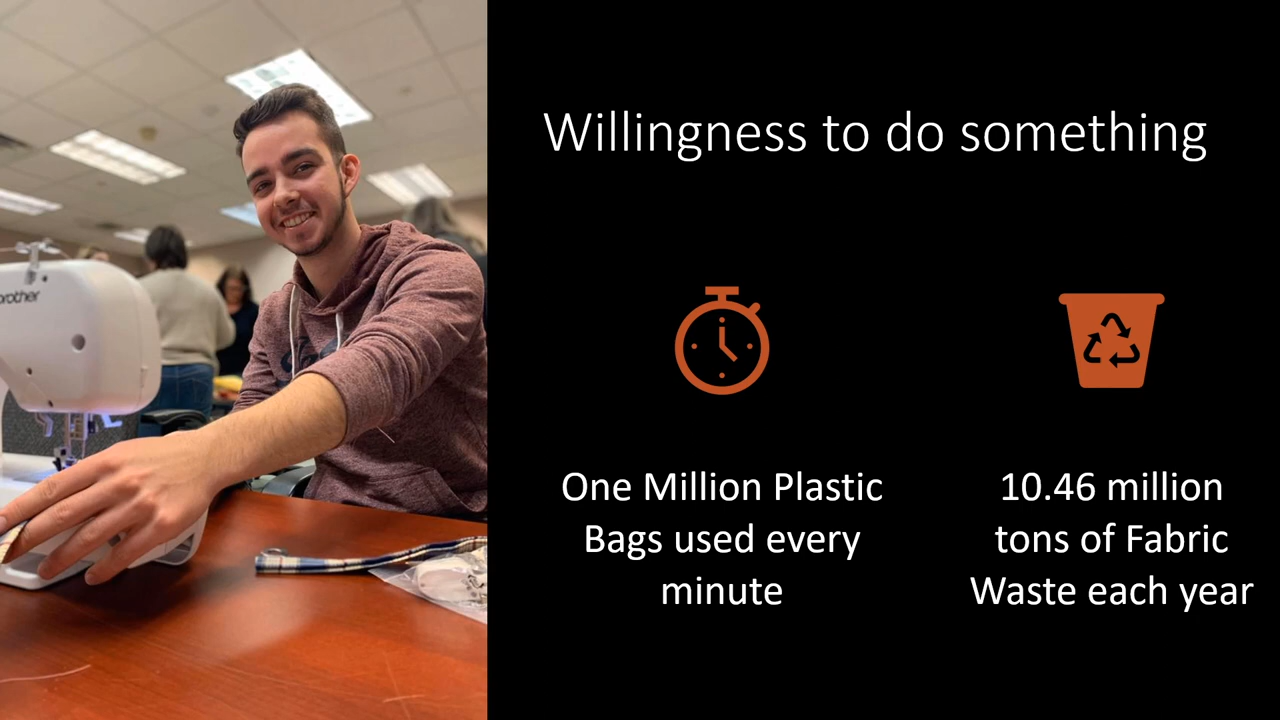 brother
Willingness to do something
One Million Plastic
Bags used every
minute
10.46 million
tons of Fabric
Waste each year